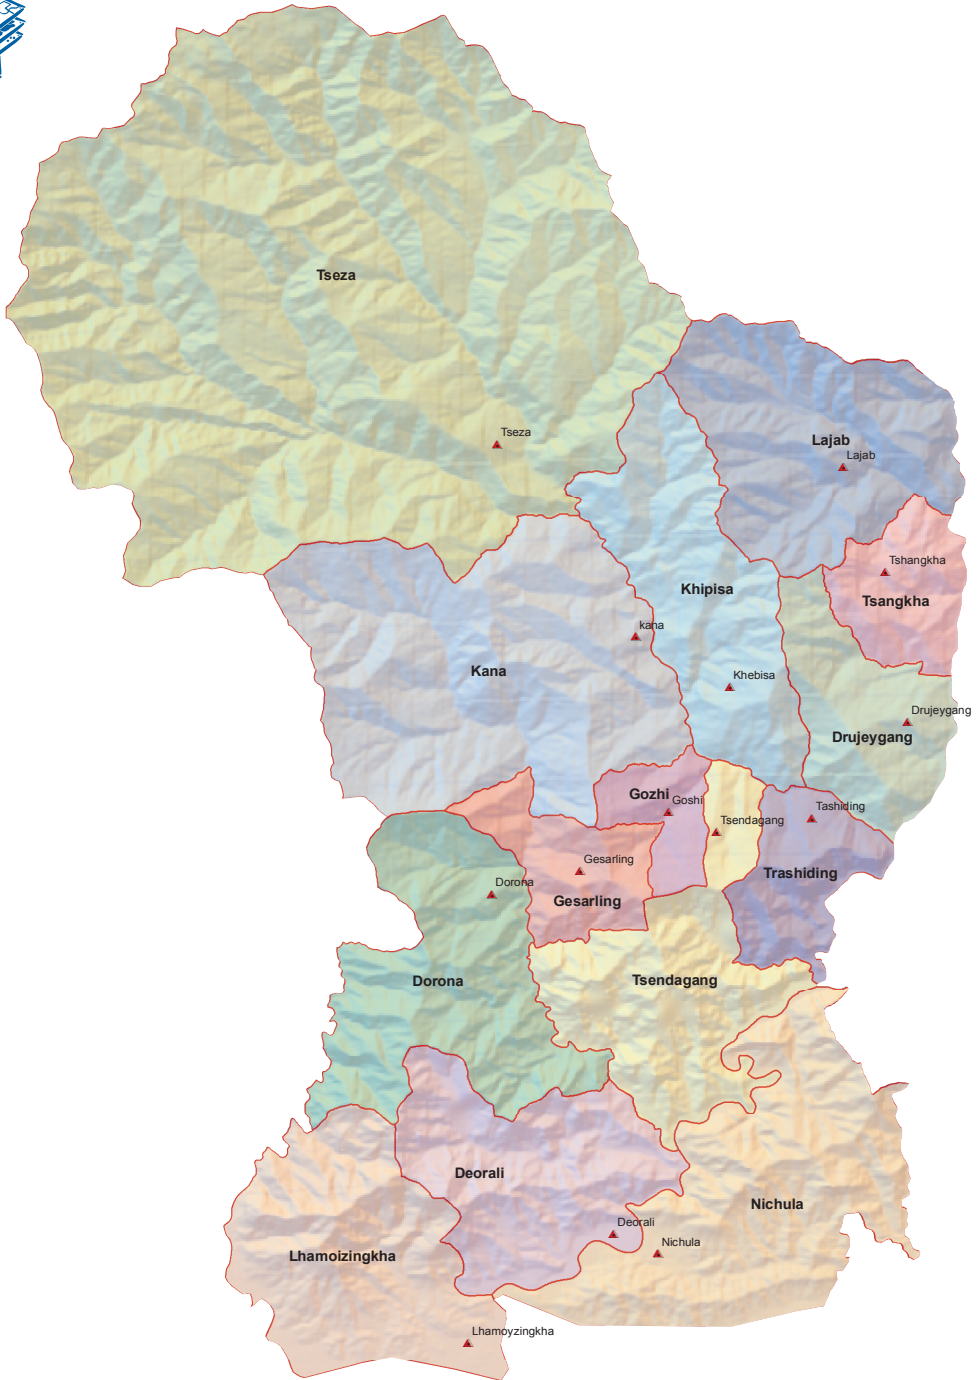 Tseza
Tseza
Lajab
Lajab
Tshangkha
Tsangkha
Khipisa
kana
Kana
Khebisa
Drujeygang
Drujeygang
Gozhi
Goshi
Tsendagang
Tashiding
Gesarling
Trashiding
Dorona
Gesarling
Dorona
Tsendagang
Deorali
Nichula
Deorali
Nichula
Lhamoizingkha
Lhamoyzingkha